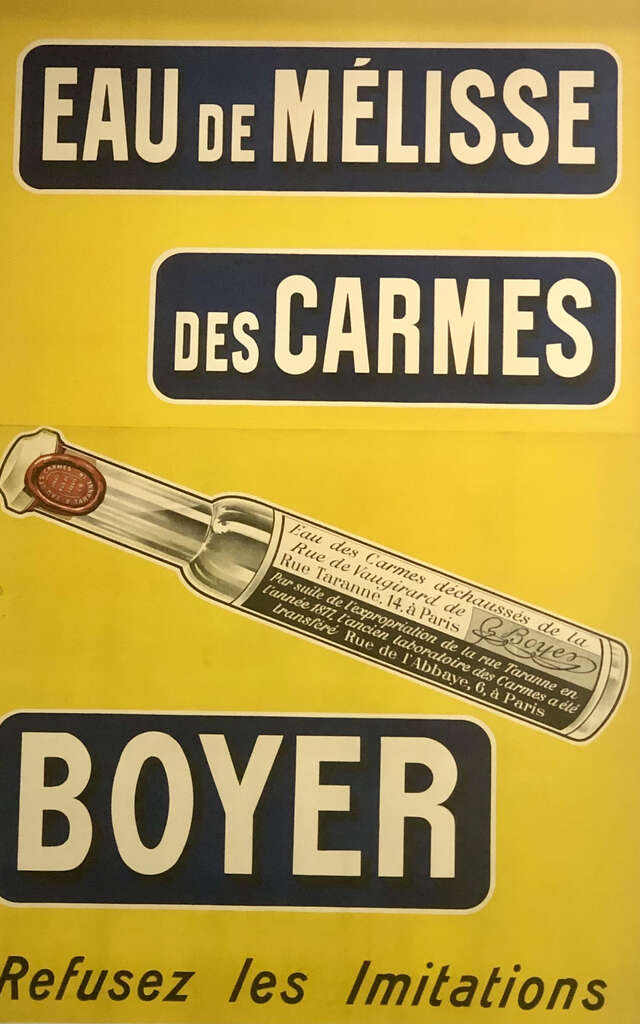 EAU DE MÉLISSE
DES CARMES
Eau des Carmes déchaussés de la
Rue de Vaugirard de
Rue Taranne, 14, à Paris
G Boyer
Par suite de l'expropriation de la rue Taranne en
l'année 1877, l'ancien laboratoire des Carmes a été
transféré Rue de l'Abbaye, 6, à Paris
BOYER
Refusez les Imitations